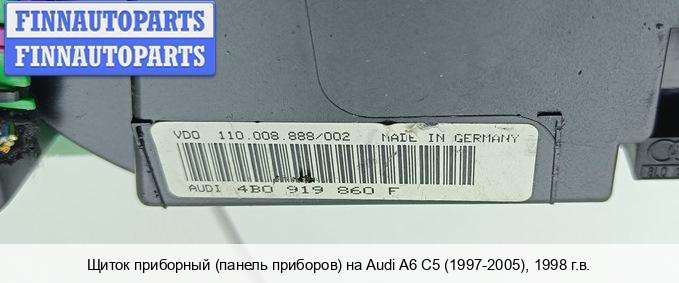 FINNAUTOPARTS
FINNAUTOPARTS
VDO 110.008.888/002 MADE IN GERMANY
AUDI 4B0 919 860 F
Щиток приборный (панель приборов) на Audi A6 C5 (1997-2005), 1998 г.в.